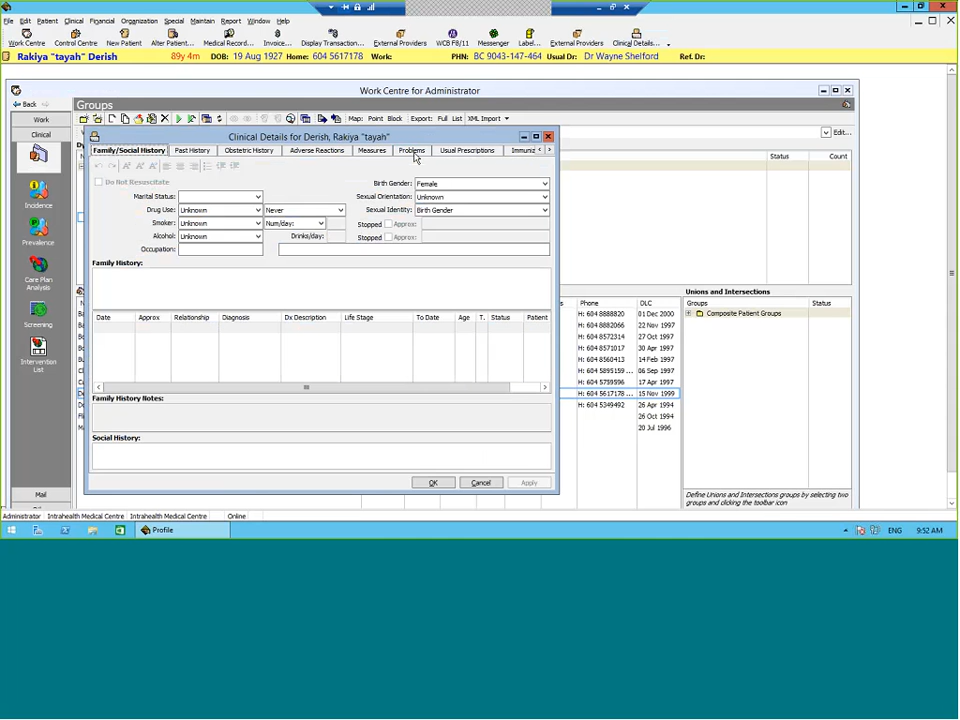 File Edit Patient Clinical Financial Organization Special Maintain Report Window Help
Work Centre Control Centre New Patient Alter Patient... Medical Record... Invoice... Display Transaction... External Providers WCB F8/11 Messenger Label... External Providers Clinical Details...
Rakiya "tayah" Derish 89y 4m DOB: 19 Aug 1927 Home: 604 5617178 Work: PHN: BC 9043-147-464 Usual Dr: Dr Wayne Shelford Ref. Dr:
Work Centre for Administrator
Back Groups
Work
Map: Point Block Export: Full List XML Import Edit...
Clinical
Clinical Details for Derish, Rakiya "tayah"
Family/Social History Past History Obstetric History Adverse Reactions Measures Problems Usual Prescriptions Immuniz
Status Count
Do Not Resuscitate
Birth Gender: Female
Marital Status: Sexual Orientation: Unknown
Drug Use: Unknown Never Sexual Identity: Birth Gender
Smoker: Unknown Num/day: Stopped Approx:
Alcohol: Unknown Drinks/day: Stopped Approx:
Occupation:
Family History:
Incidence
Prevalence
Care Plan
Analysis
Screening
Intervention
List
Date Approx Relationship Diagnosis Dx Description Life Stage To Date Age T. Status Patient
Family History Notes:
Social History:
OK Cancel Apply
Phone DLC
H: 604 8888820 01 Dec 2000
H: 604 8882066 22 Nov 1997
H: 604 8572314 27 Oct 1997
H: 604 8571017 30 Apr 1997
H: 604 8560413 14 Feb 1997
H: 604 5895159 ... 06 Sep 1997
H: 604 5759596 17 Apr 1997
H: 604 5617178 ... 15 Nov 1999
H: 604 5349492 26 Apr 1994
26 Oct 1994
20 Jul 1996
Unions and Intersections
Groups Status
Composite Patient Groups
Define Unions and Intersections groups by selecting two
groups and clicking the toolbar icon
Mail
Administrator Intrahealth Medical Centre Intrahealth Medical Centre Online
Profile ENG 9:52 AM